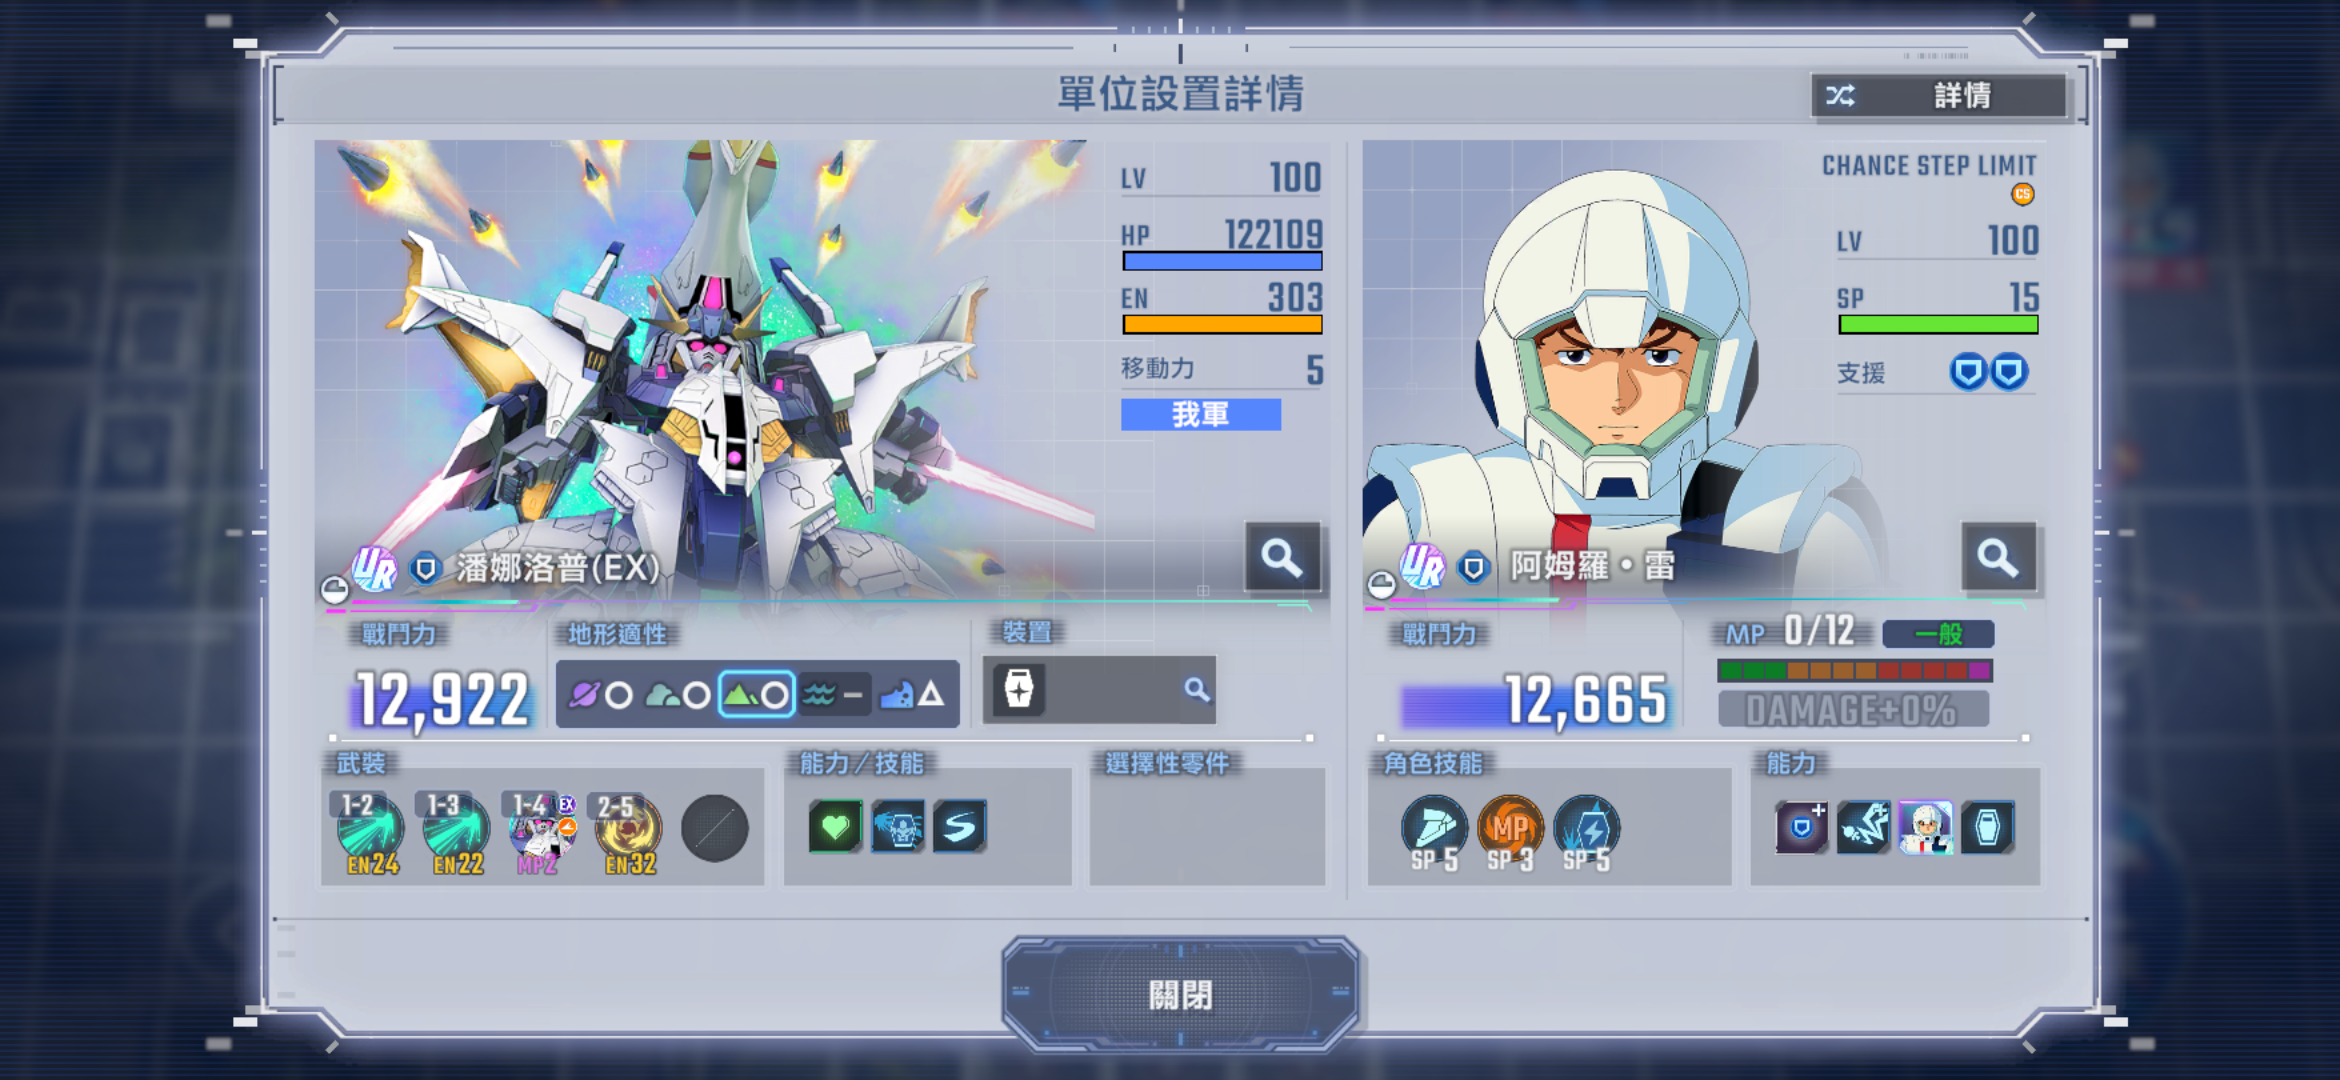 單位設置詳情
詳情
LV 100
HP 122109
EN 303
移動力 5
我軍
UR 潘娜洛普(EX)
戰鬥力
12,922
地形適性
裝置
武裝
1-2 EN24
1-3 EN22
1-4 EX MP2
2-5 EN32
能力／技能
選擇性零件
CHANCE STEP LIMIT
CS
LV 100
SP 15
支援
UR 阿姆羅・雷
戰鬥力
12,665
MP 0/12 一般
DAMAGE+0%
角色技能
SP 5
MP SP 3
SP 5
能力
關閉